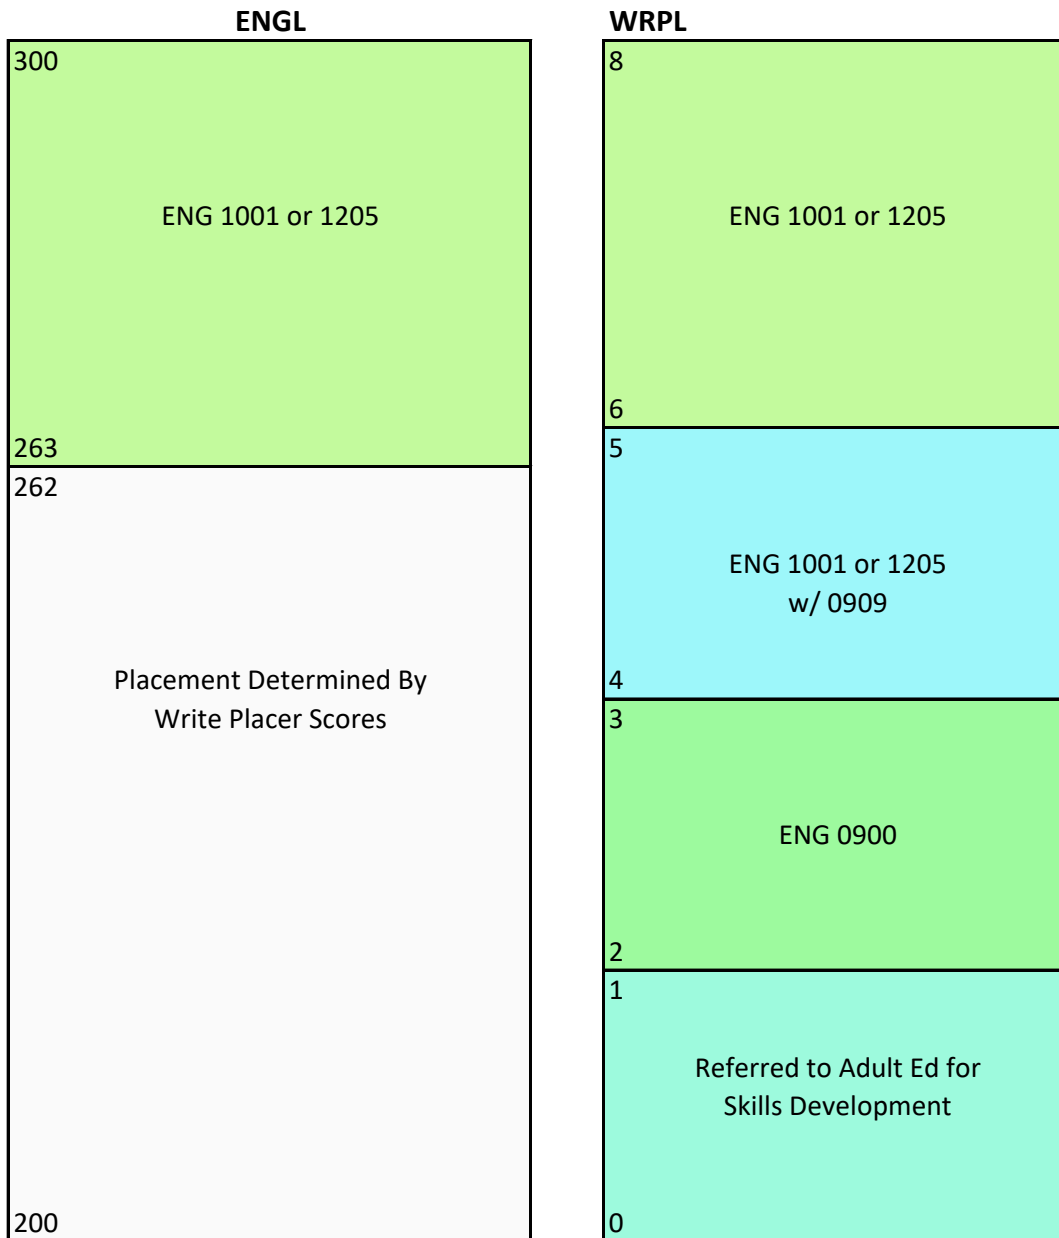 ENGL
300
ENG 1001 or 1205
263
262
Placement Determined By
Write Placer Scores
200
WRPL
8
ENG 1001 or 1205
6
5
ENG 1001 or 1205
w/ 0909
4
3
ENG 0900
2
1
Referred to Adult Ed for
Skills Development
0